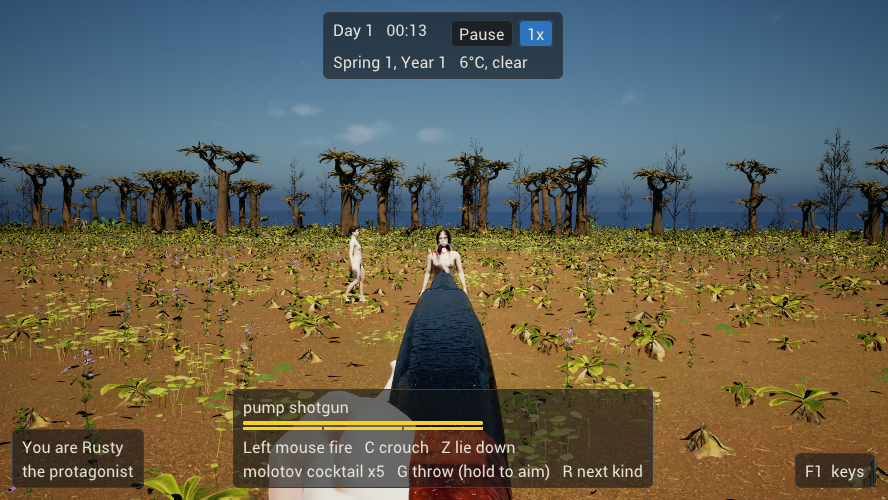 Day 1 00:13 Pause 1x
Spring 1, Year 1 6°C, clear
pump shotgun
Left mouse fire C crouch Z lie down
molotov cocktail x5 G throw (hold to aim) R next kind
You are Rusty
the protagonist
F1 keys